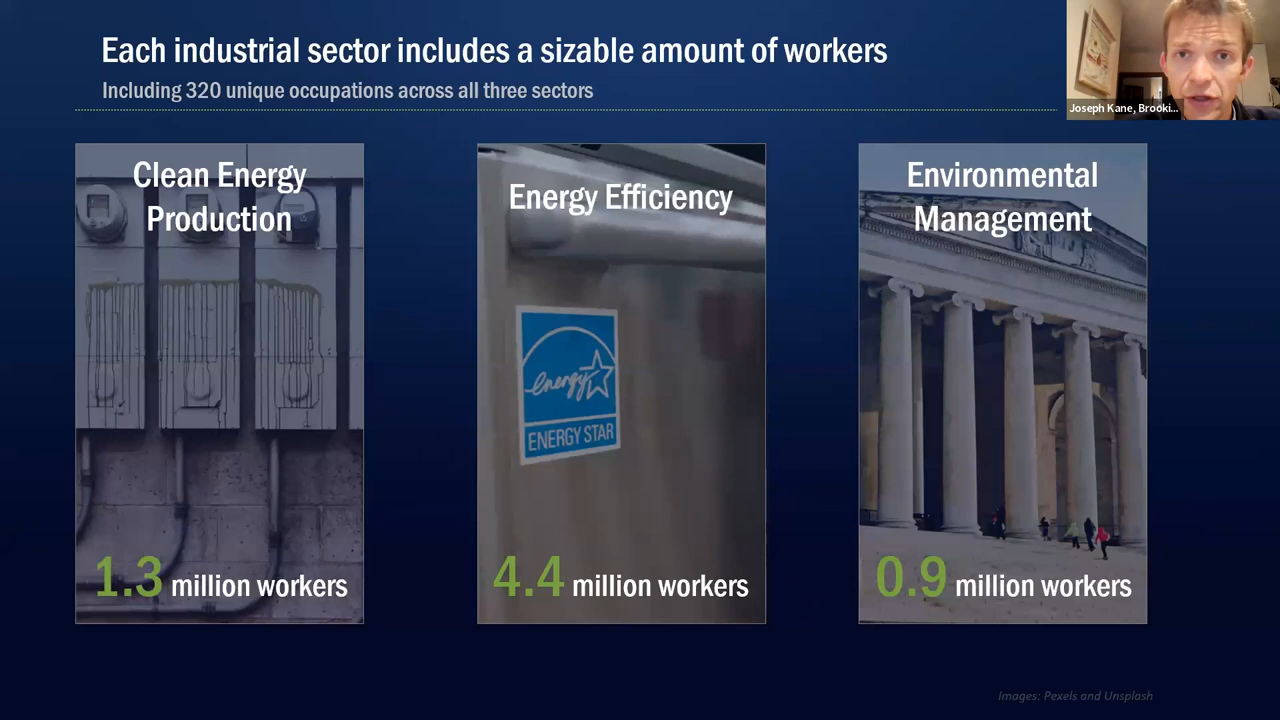 Each industrial sector includes a sizable amount of workers
Including 320 unique occupations across all three sectors
Joseph Kane, Brooki...
Clean Energy
Production
Energy Efficiency
Environmental
Management
energy
ENERGY STAR
1.3 million workers
4.4 million workers
0.9 million workers
Images: Pexels and Unsplash